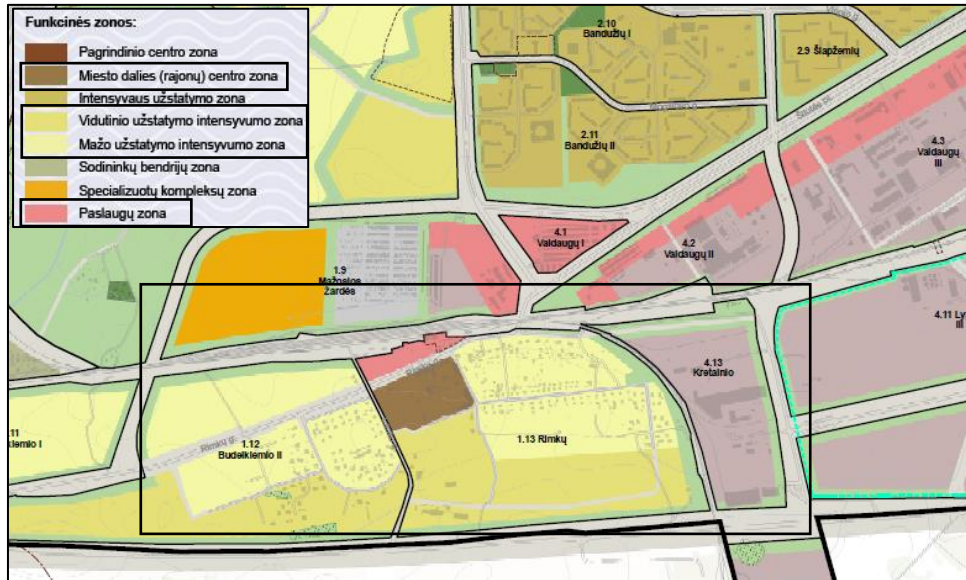 Funkcinės zonos:
Pagrindinio centro zona
Miesto dalies (rajonų) centro zona
Intensyvaus užstatymo zona
Vidutinio užstatymo intensyvumo zona
Mažo užstatymo intensyvumo zona
Sodininkų bendrijų zona
Specializuotų kompleksų zona
Paslaugų zona
2.10
Bandužių I
2.9 Šlapžemių
2.11
Bandužių II
4.3
Valdaugų
III
4.1
Valdaugų I
4.2
Valdaugų II
1.9
Mažosios
Žardės
4.11
III
4.13
Kretainio
1.13 Rimkų
Rimkų g.
1.12
Budelkiemio II
.11
kiemio I